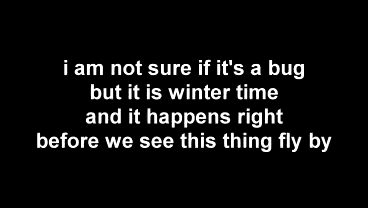 i am not sure if it's a bug
but it is winter time
and it happens right
before we see this thing fly by